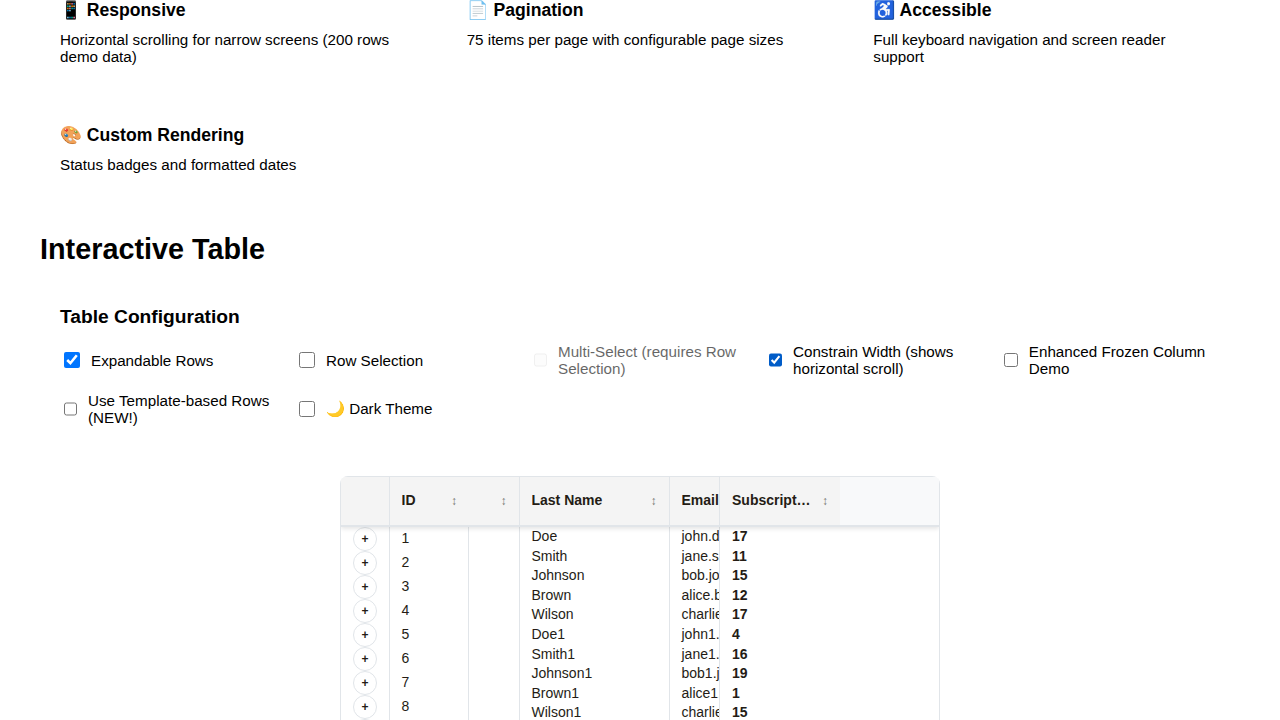 📱 Responsive
Horizontal scrolling for narrow screens (200 rows
demo data)
📄 Pagination
75 items per page with configurable page sizes
♿ Accessible
Full keyboard navigation and screen reader
support
🎨 Custom Rendering
Status badges and formatted dates
Interactive Table
Table Configuration
Expandable Rows
Row Selection
Multi-Select (requires Row
Selection)
Constrain Width (shows
horizontal scroll)
Enhanced Frozen Column
Demo
Use Template-based Rows
(NEW!)
🌙 Dark Theme
ID ↕ ↕ Last Name ↕ Email Subscript… ↕
+ 1 Doe john.d 17
+ 2 Smith jane.s 11
+ 3 Johnson bob.jo 15
+ 4 Brown alice.b 12
+ 5 Wilson charlie 17
+ 6 Doe1 john1. 4
+ 7 Smith1 jane1. 16
+ 8 Johnson1 bob1.j 19
Brown1 alice1 1
Wilson1 charlie 15